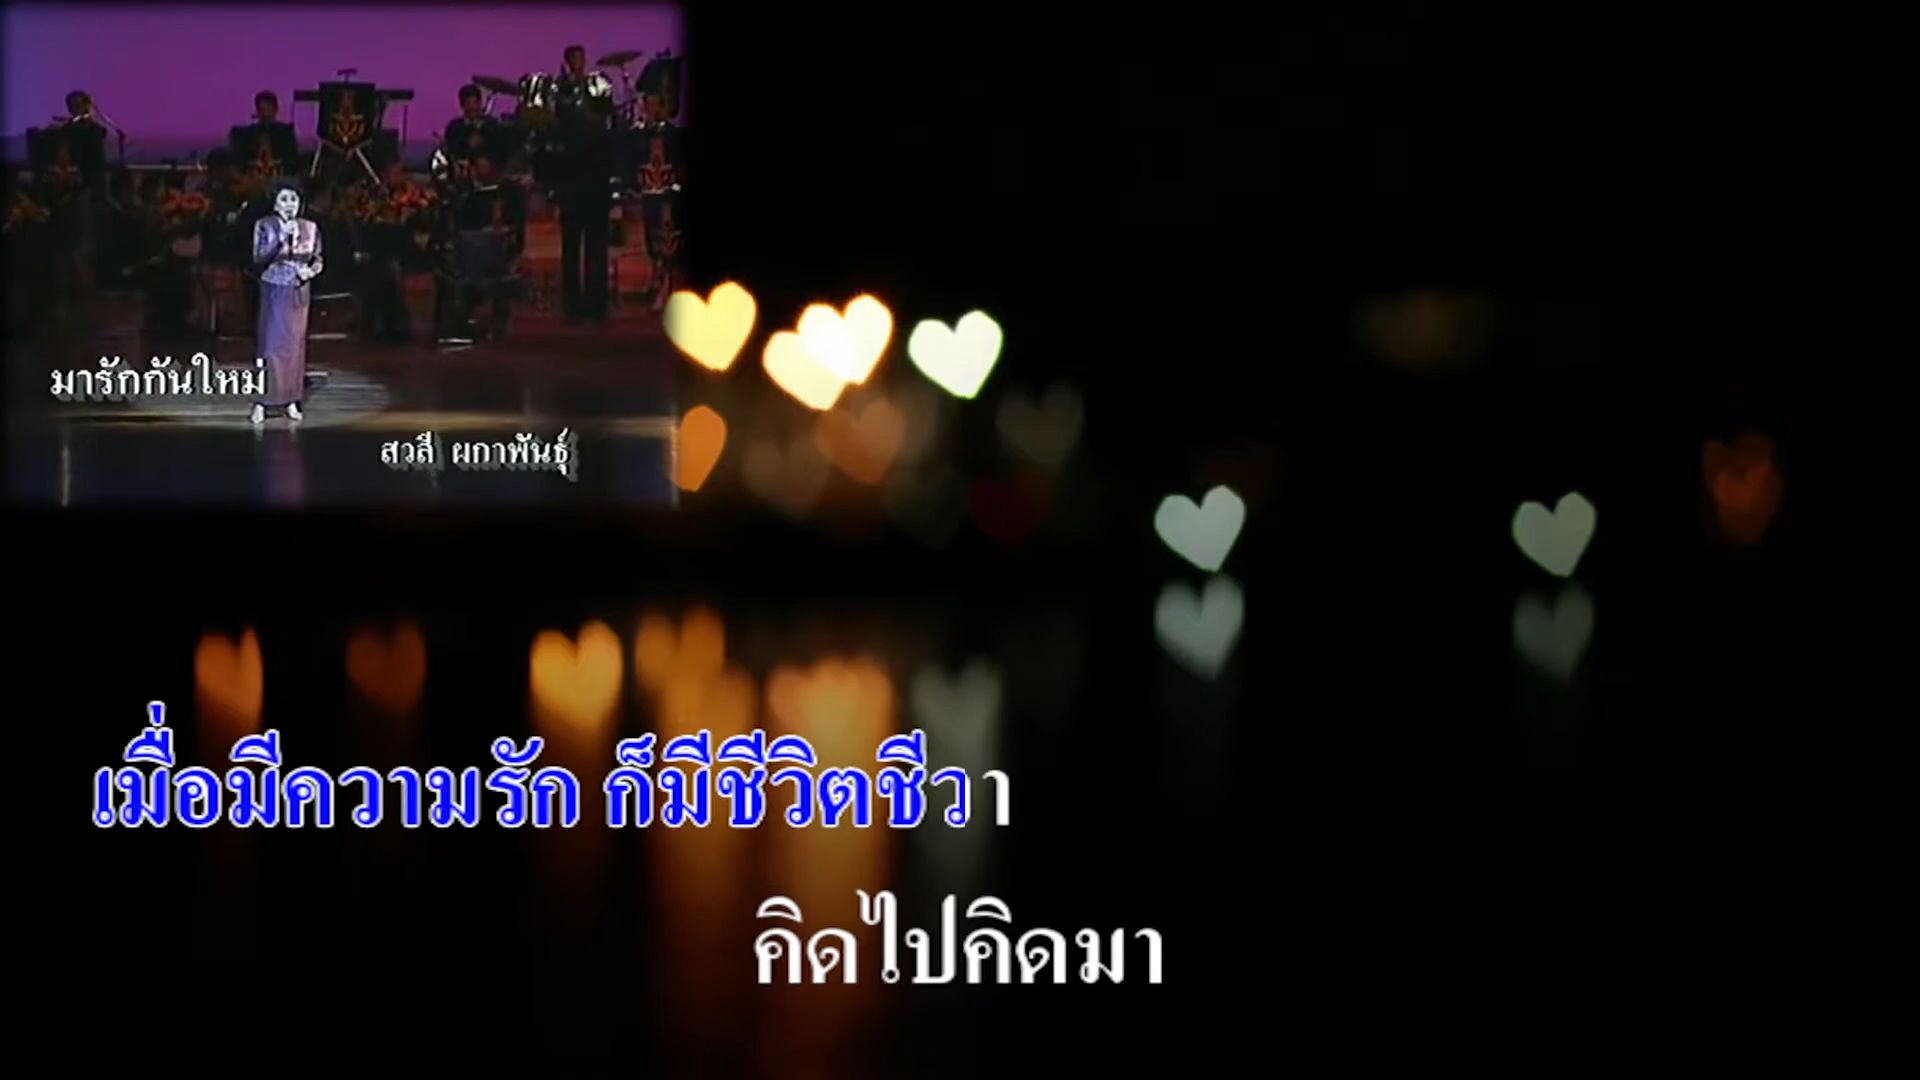 มารักกันใหม่
สวลี ผกาพันธุ์
เมื่อมีความรัก ก็มีชีวิตชีวา
คิดไปคิดมา